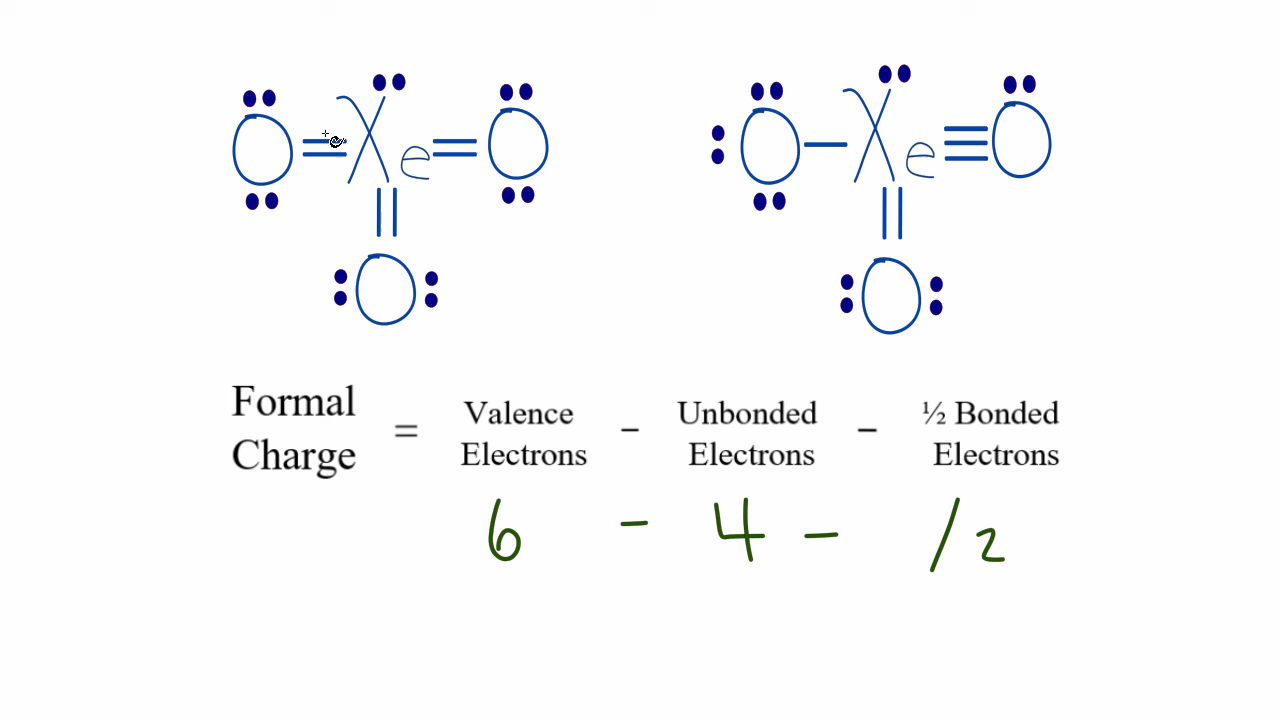 O = Xe = O
O
O - Xe ≡ O
O
Formal Charge = Valence Electrons - Unbonded Electrons - ½ Bonded Electrons
6 - 4 - /2